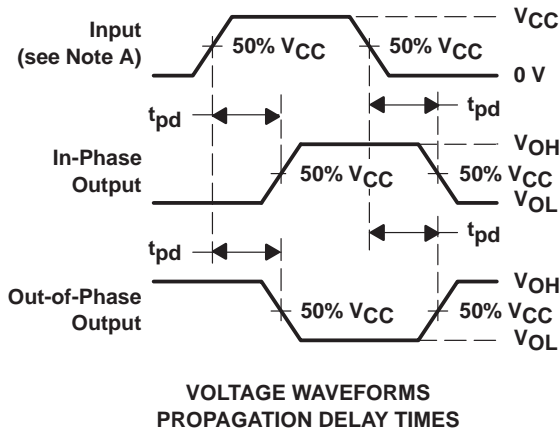 Input
(see Note A)
50% VCC
50% VCC
VCC
0 V
tpd
tpd
In-Phase
Output
50% VCC
VOH
50% VCC
VOL
tpd
tpd
Out-of-Phase
Output
50% VCC
VOH
50% VCC
VOL
VOLTAGE WAVEFORMS
PROPAGATION DELAY TIMES